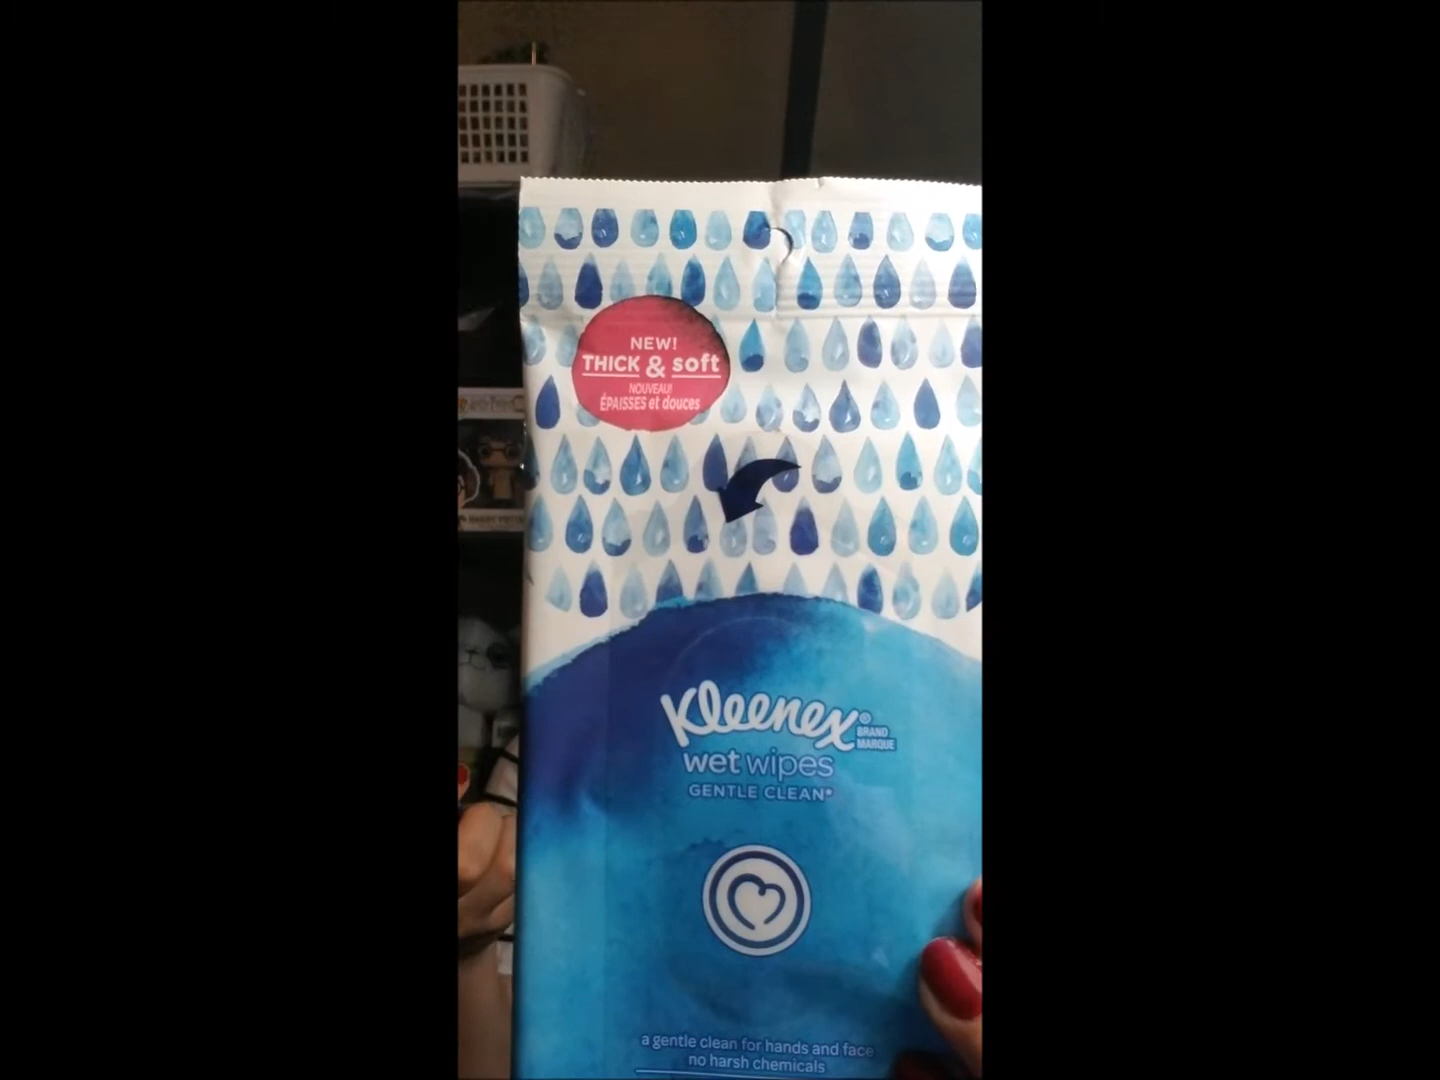 NEW!
THICK & soft
NOUVEAU!
ÉPAISSES et douces
Kleenex®
BRAND
MARQUE
wet wipes
GENTLE CLEAN*
a gentle clean for hands and face
no harsh chemicals